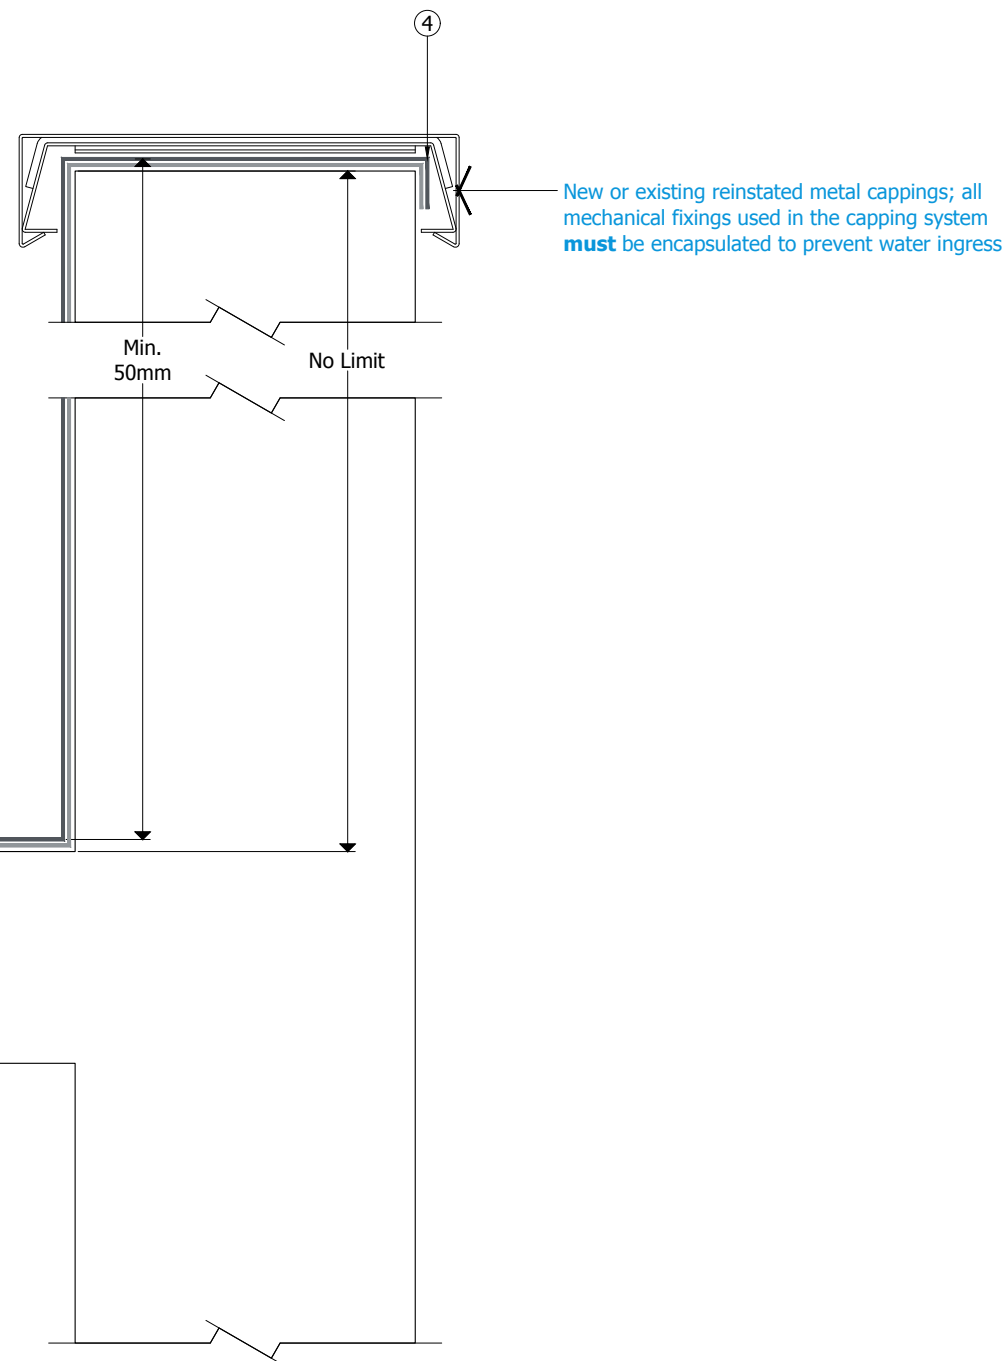 4
New or existing reinstated metal cappings; all
mechanical fixings used in the capping system
must be encapsulated to prevent water ingress
Min.
50mm
No Limit